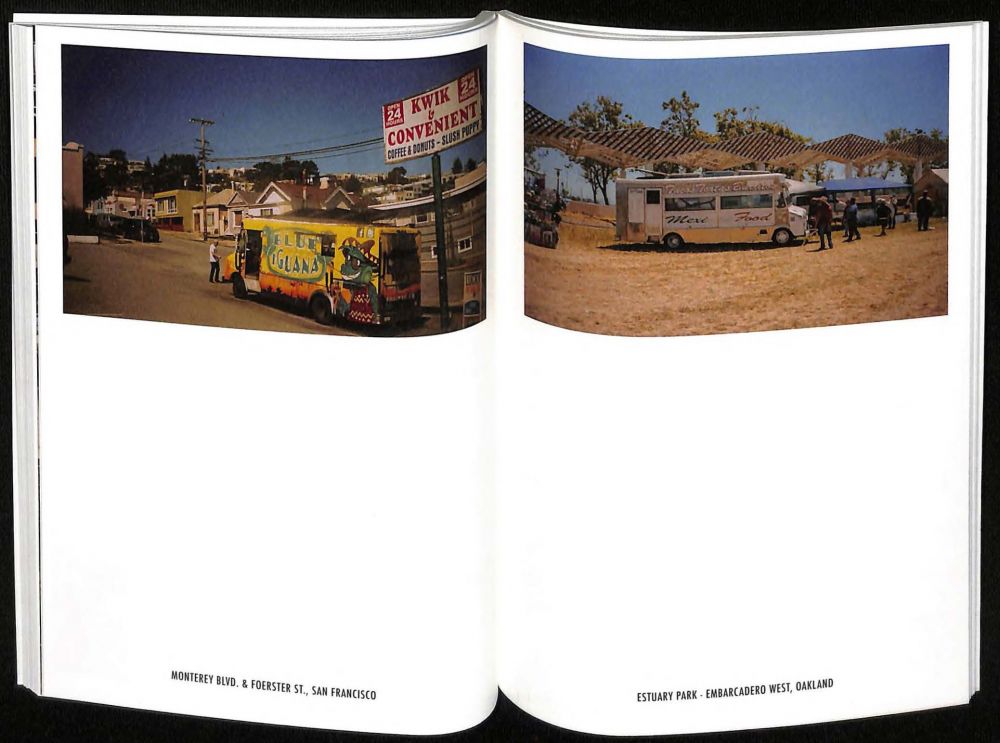 OPEN
24
HOURS
KWIK
&
CONVENIENT
OPEN
24
HOURS
COFFEE & DONUTS - SLUSH PUPPY
BLUE
IGUANA
Mexi Food
MONTEREY BLVD. & FOERSTER ST., SAN FRANCISCO
ESTUARY PARK - EMBARCADERO WEST, OAKLAND